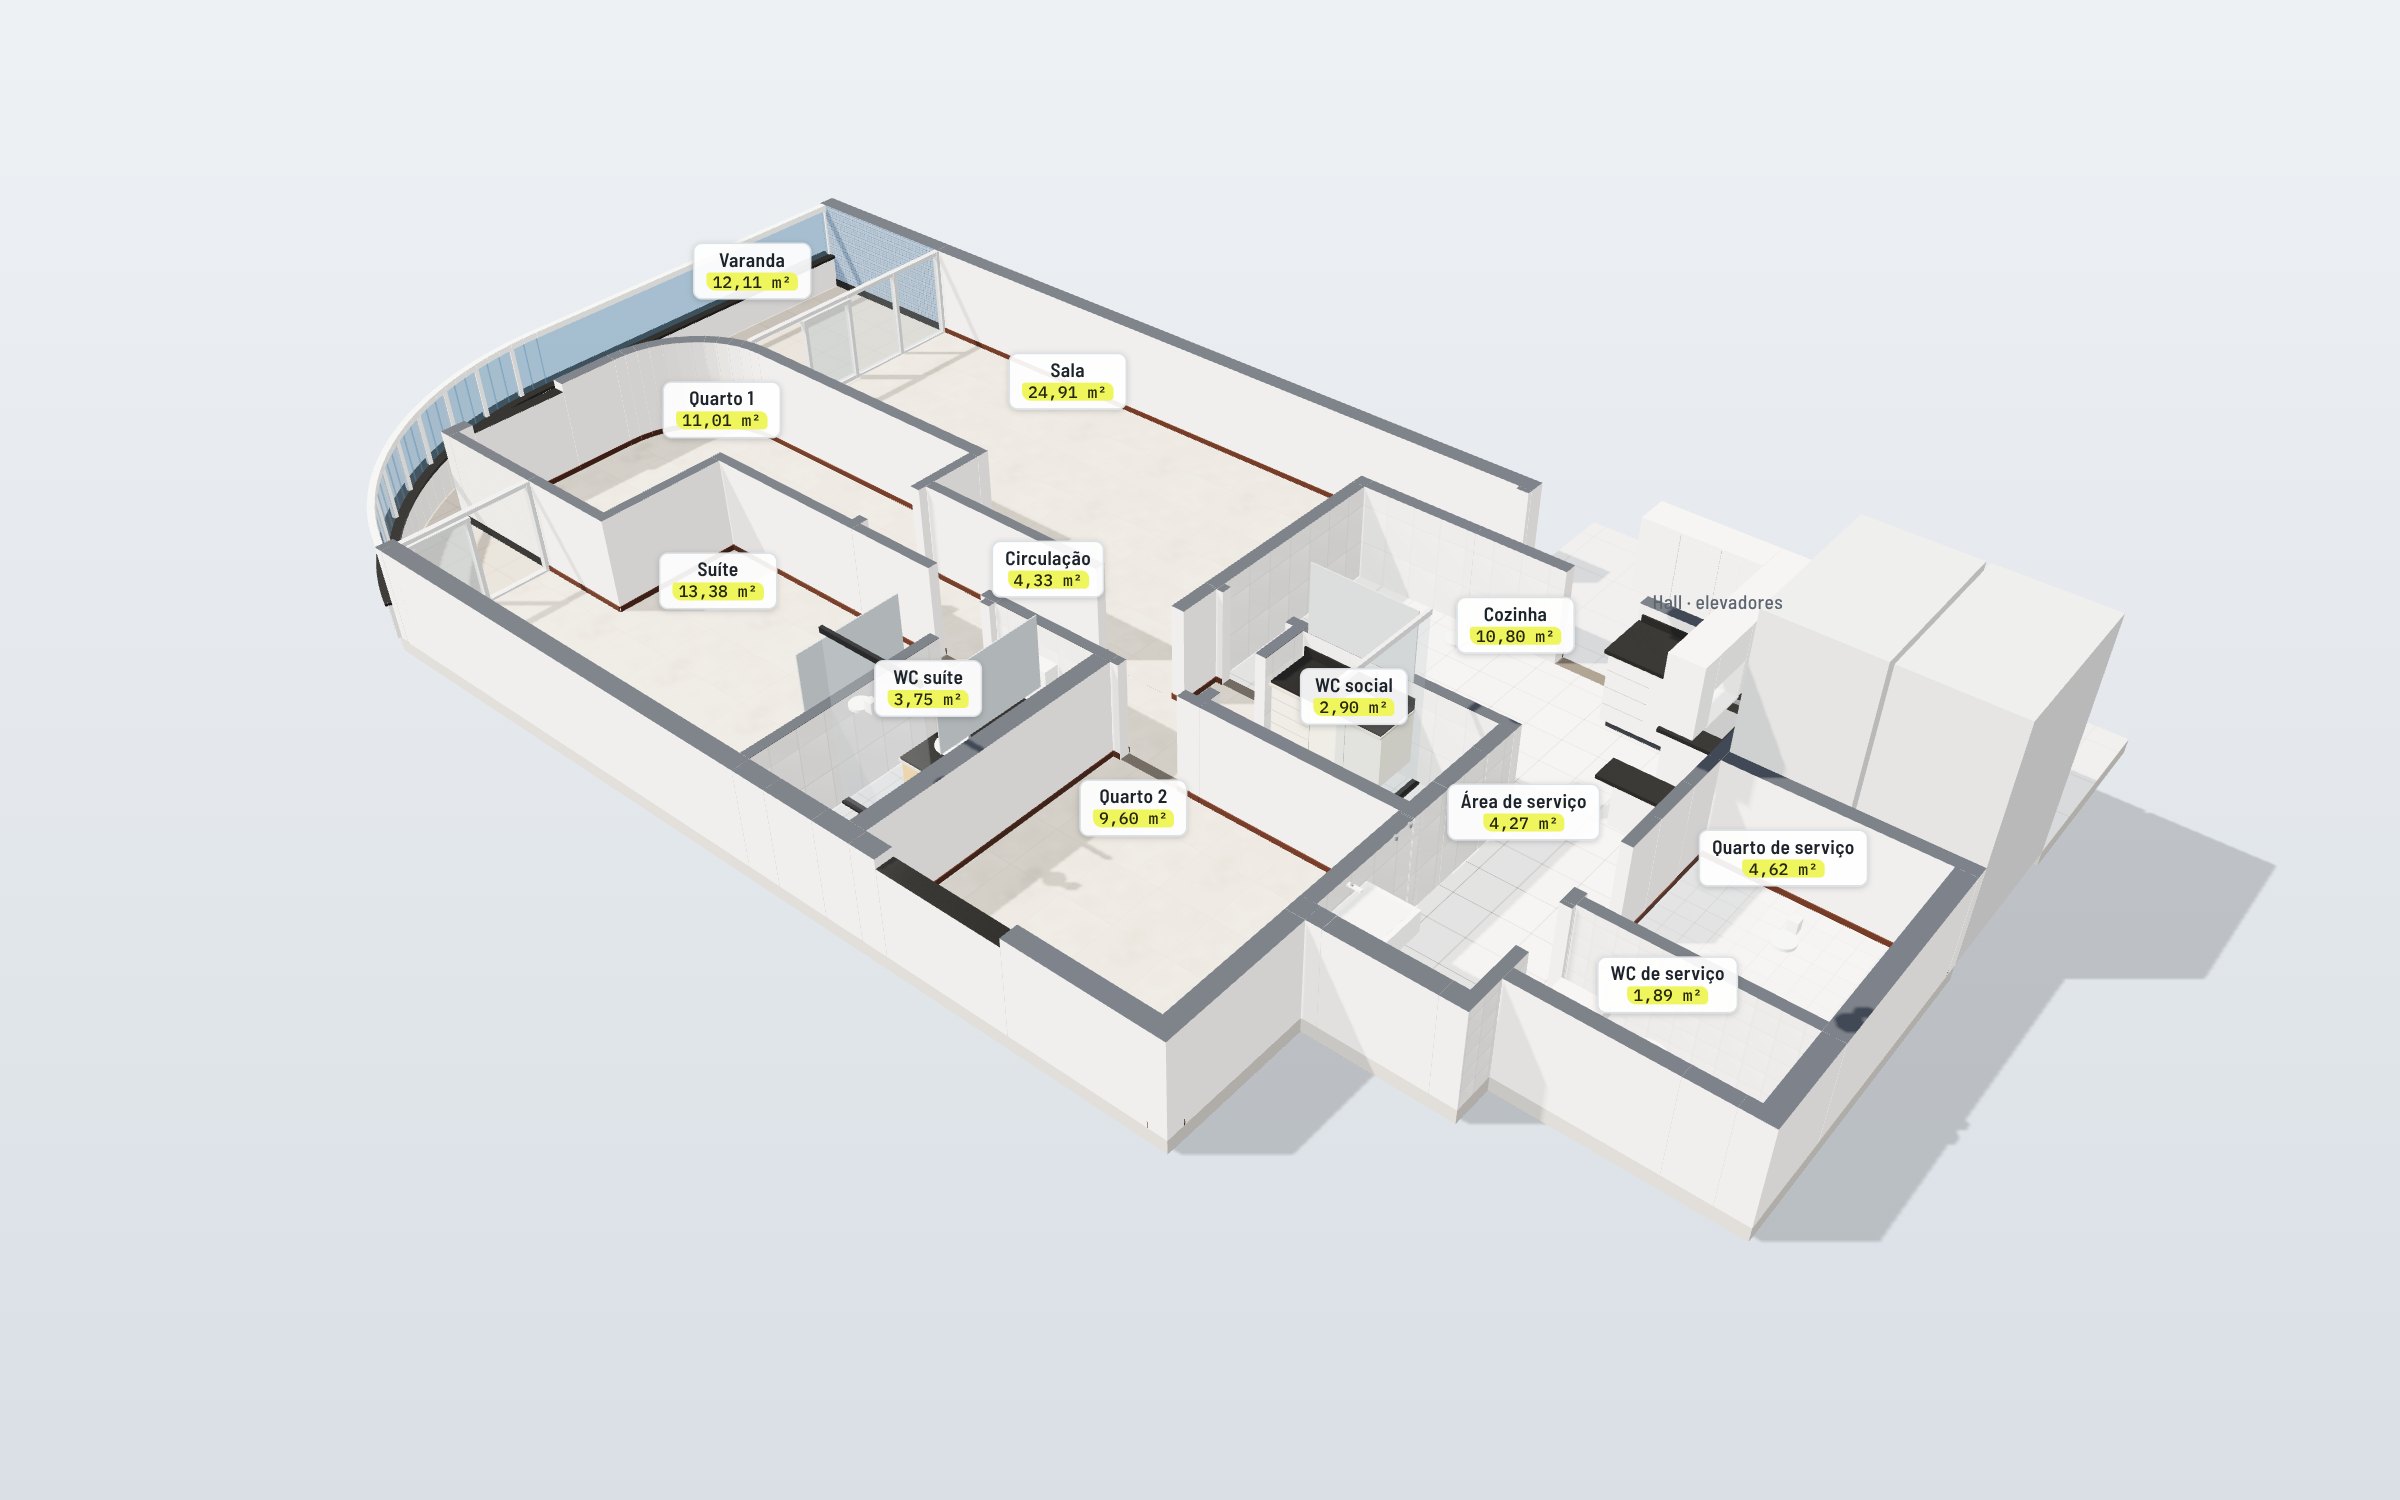 Varanda
12,11 m²
Sala
24,91 m²
Quarto 1
11,01 m²
Circulação
4,33 m²
Suíte
13,38 m²
Hall · elevadores
Cozinha
10,80 m²
WC suíte
3,75 m²
WC social
2,90 m²
Quarto 2
9,60 m²
Área de serviço
4,27 m²
Quarto de serviço
4,62 m²
WC de serviço
1,89 m²